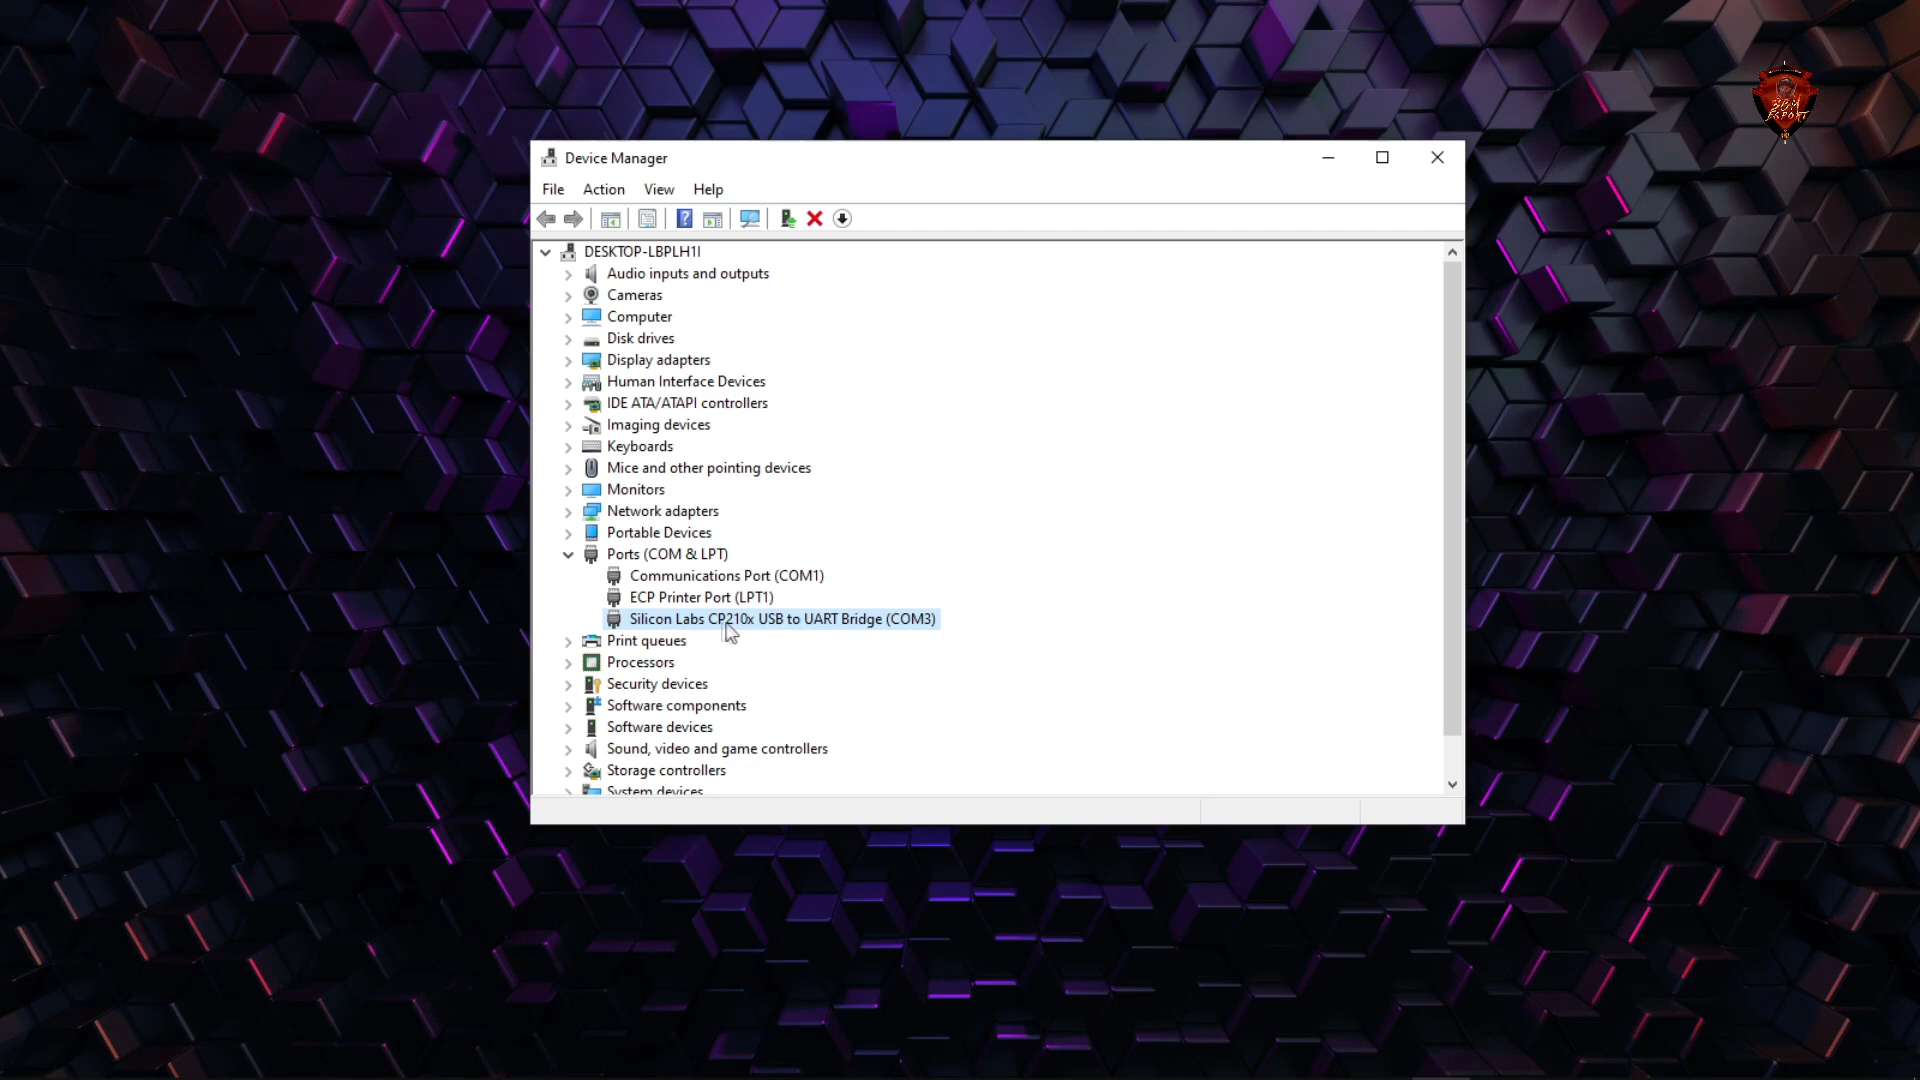 BGM
ESPORT
Device Manager
File Action View Help
DESKTOP-LBPLH1I
Audio inputs and outputs
Cameras
Computer
Disk drives
Display adapters
Human Interface Devices
IDE ATA/ATAPI controllers
Imaging devices
Keyboards
Mice and other pointing devices
Monitors
Network adapters
Portable Devices
Ports (COM & LPT)
Communications Port (COM1)
ECP Printer Port (LPT1)
Silicon Labs CP210x USB to UART Bridge (COM3)
Print queues
Processors
Security devices
Software components
Software devices
Sound, video and game controllers
Storage controllers
System devices